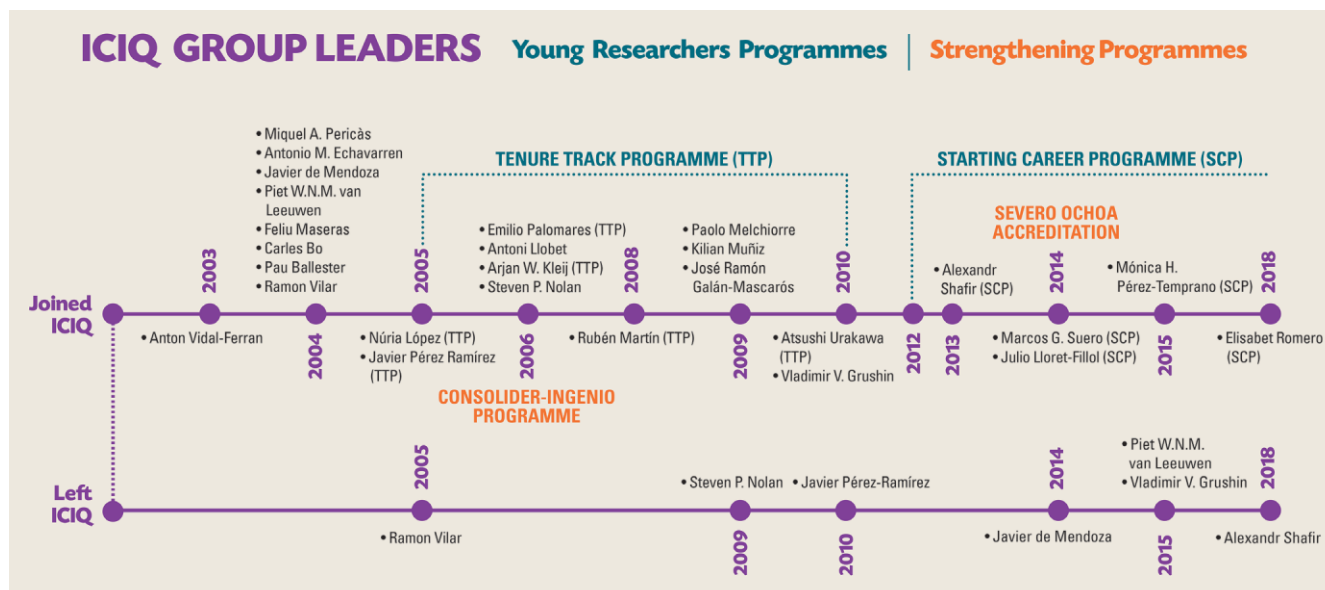 ICIQ GROUP LEADERS
Young Researchers Programmes
Strengthening Programmes
TENURE TRACK PROGRAMME (TTP)
STARTING CAREER PROGRAMME (SCP)
Joined
ICIQ
2003
• Anton Vidal-Ferran
• Miquel A. Pericàs
• Antonio M. Echavarren
• Javier de Mendoza
• Piet W.N.M. van
Leeuwen
• Feliu Maseras
• Carles Bo
• Pau Ballester
• Ramon Vilar
2004
2005
• Núria López (TTP)
• Javier Pérez Ramírez
(TTP)
• Emilio Palomares (TTP)
• Antoni Llobet
• Arjan W. Kleij (TTP)
• Steven P. Nolan
2006
CONSOLIDER-INGENIO
PROGRAMME
2008
• Rubén Martín (TTP)
• Paolo Melchiorre
• Kilian Muñiz
• José Ramón
Galán-Mascarós
2009
2010
• Atsushi Urakawa
(TTP)
• Vladimir V. Grushin
2012
• Alexandr
Shafir (SCP)
2013
SEVERO OCHOA
ACCREDITATION
2014
• Marcos G. Suero (SCP)
• Julio Lloret-Fillol (SCP)
• Mónica H.
Pérez-Temprano (SCP)
2015
2018
• Elisabet Romero
(SCP)
Left
ICIQ
2005
• Ramon Vilar
• Steven P. Nolan
2009
• Javier Pérez-Ramírez
2010
2014
• Javier de Mendoza
• Piet W.N.M.
van Leeuwen
• Vladimir V. Grushin
2015
2018
• Alexandr Shafir